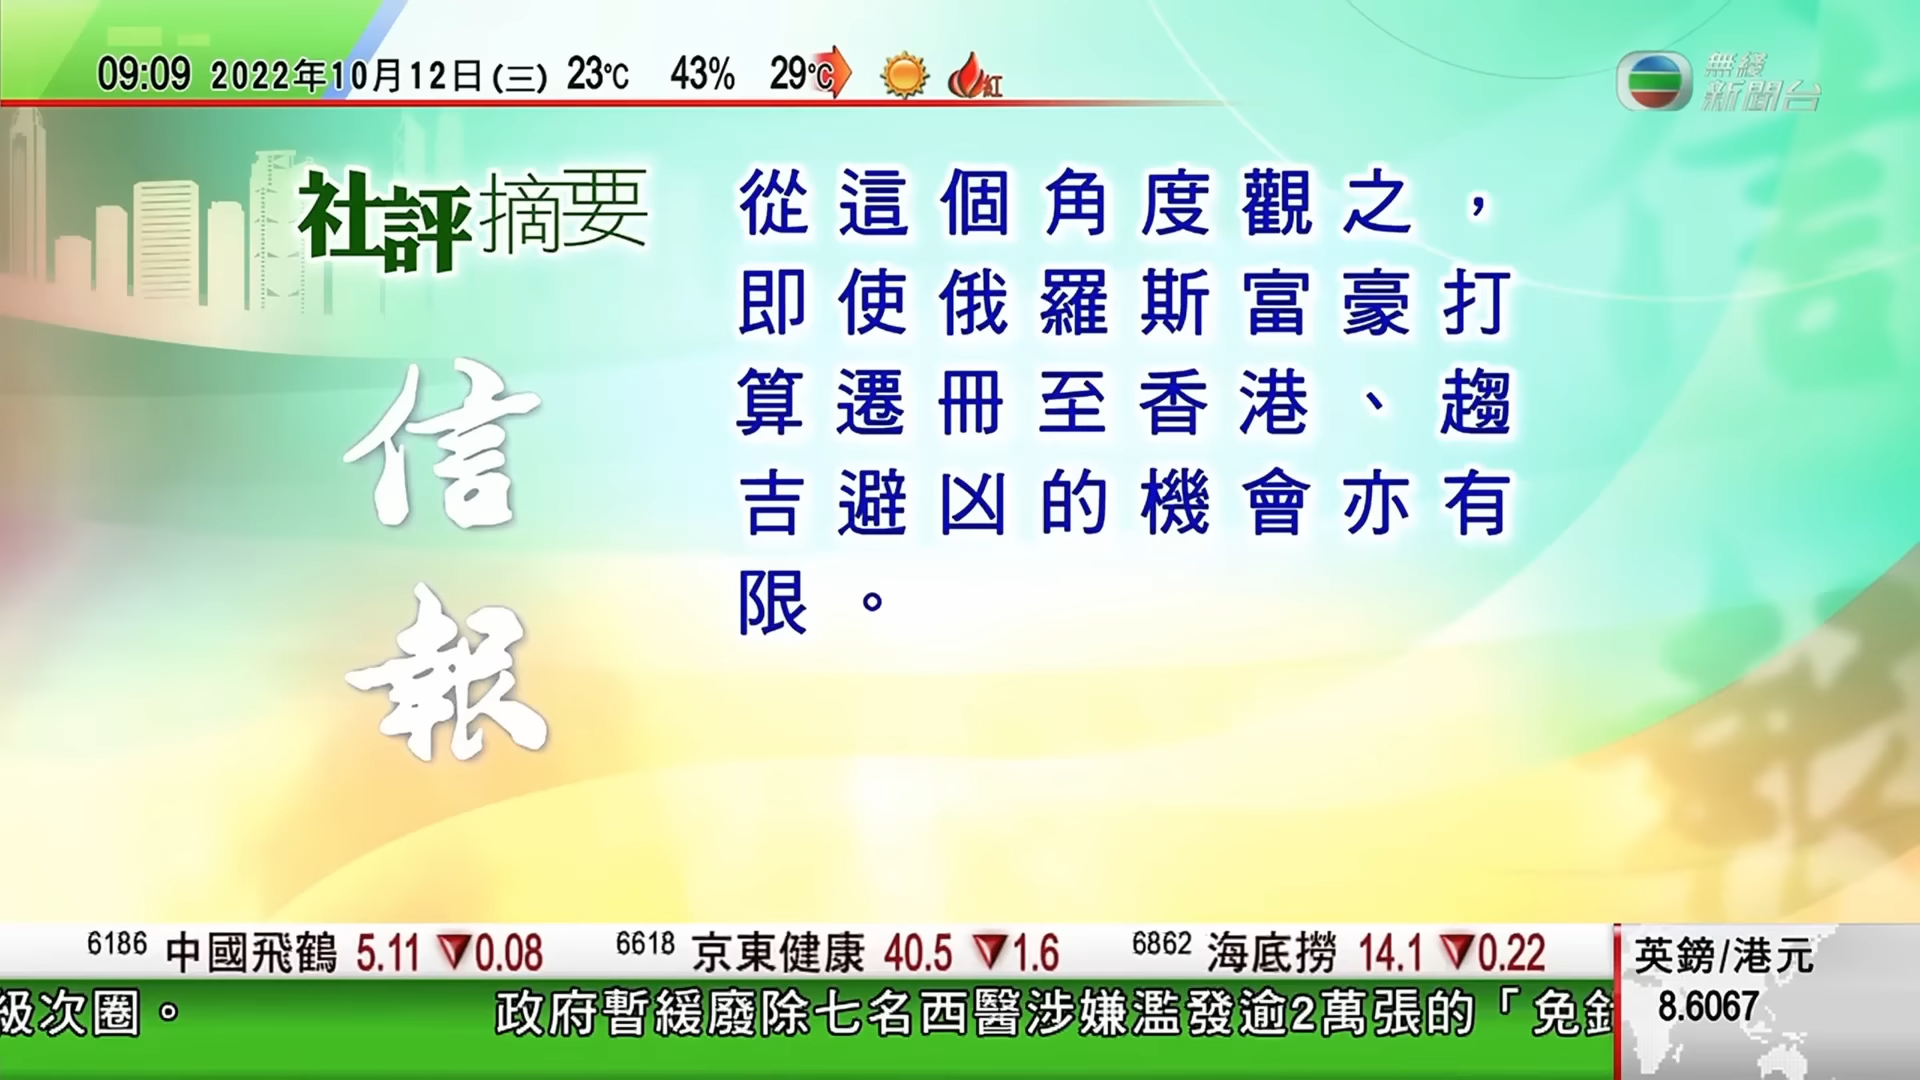 09:09 2022年10月12日(三) 23℃ 43% 29℃ 紅
無綫
新聞台
社評摘要
信報
從這個角度觀之，
即使俄羅斯富豪打
算遷冊至香港、趨
吉避凶的機會亦有
限。
6186 中國飛鶴 5.11 ▼0.08 6618 京東健康 40.5 ▼1.6 6862 海底撈 14.1 ▼0.22
級次圈。 政府暫緩廢除七名西醫涉嫌濫發逾2萬張的「免
英鎊/港元
8.6067